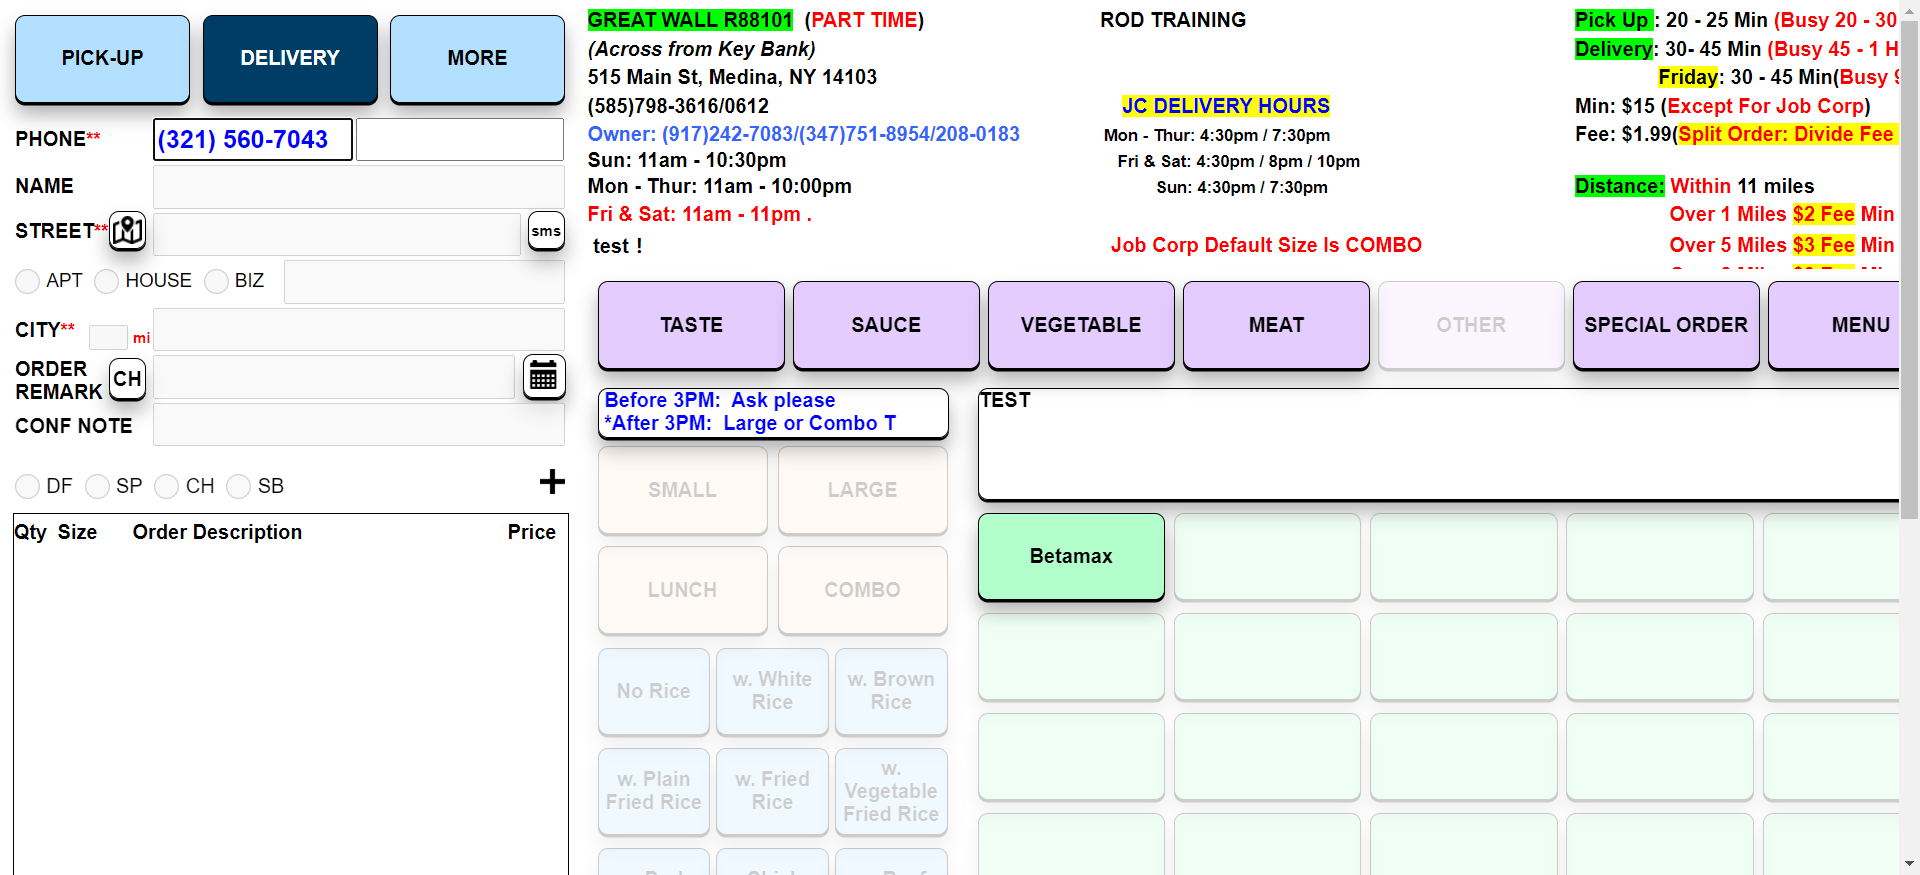 PICK-UP
DELIVERY
MORE
PHONE**
(321) 560-7043
NAME
STREET**
sms
APT
HOUSE
BIZ
CITY**
mi
ORDER
REMARK
CH
CONF NOTE
DF
SP
CH
SB
Qty Size Order Description Price
GREAT WALL R88101 (PART TIME)
(Across from Key Bank)
515 Main St, Medina, NY 14103
(585)798-3616/0612
Owner: (917)242-7083/(347)751-8954/208-0183
Sun: 11am - 10:30pm
Mon - Thur: 11am - 10:00pm
Fri & Sat: 11am - 11pm .
test !
ROD TRAINING
JC DELIVERY HOURS
Mon - Thur: 4:30pm / 7:30pm
Fri & Sat: 4:30pm / 8pm / 10pm
Sun: 4:30pm / 7:30pm
Job Corp Default Size Is COMBO
Pick Up : 20 - 25 Min (Busy 20 - 30
Delivery: 30- 45 Min (Busy 45 - 1 H
Friday: 30 - 45 Min(Busy
Min: $15 (Except For Job Corp)
Fee: $1.99(Split Order: Divide Fee
Distance: Within 11 miles
Over 1 Miles $2 Fee Min
Over 5 Miles $3 Fee Min
TASTE
SAUCE
VEGETABLE
MEAT
OTHER
SPECIAL ORDER
MENU
Before 3PM: Ask please
*After 3PM: Large or Combo T
TEST
SMALL
LARGE
LUNCH
COMBO
Betamax
No Rice
w. White
Rice
w. Brown
Rice
w. Plain
Fried Rice
w. Fried
Rice
w.
Vegetable
Fried Rice